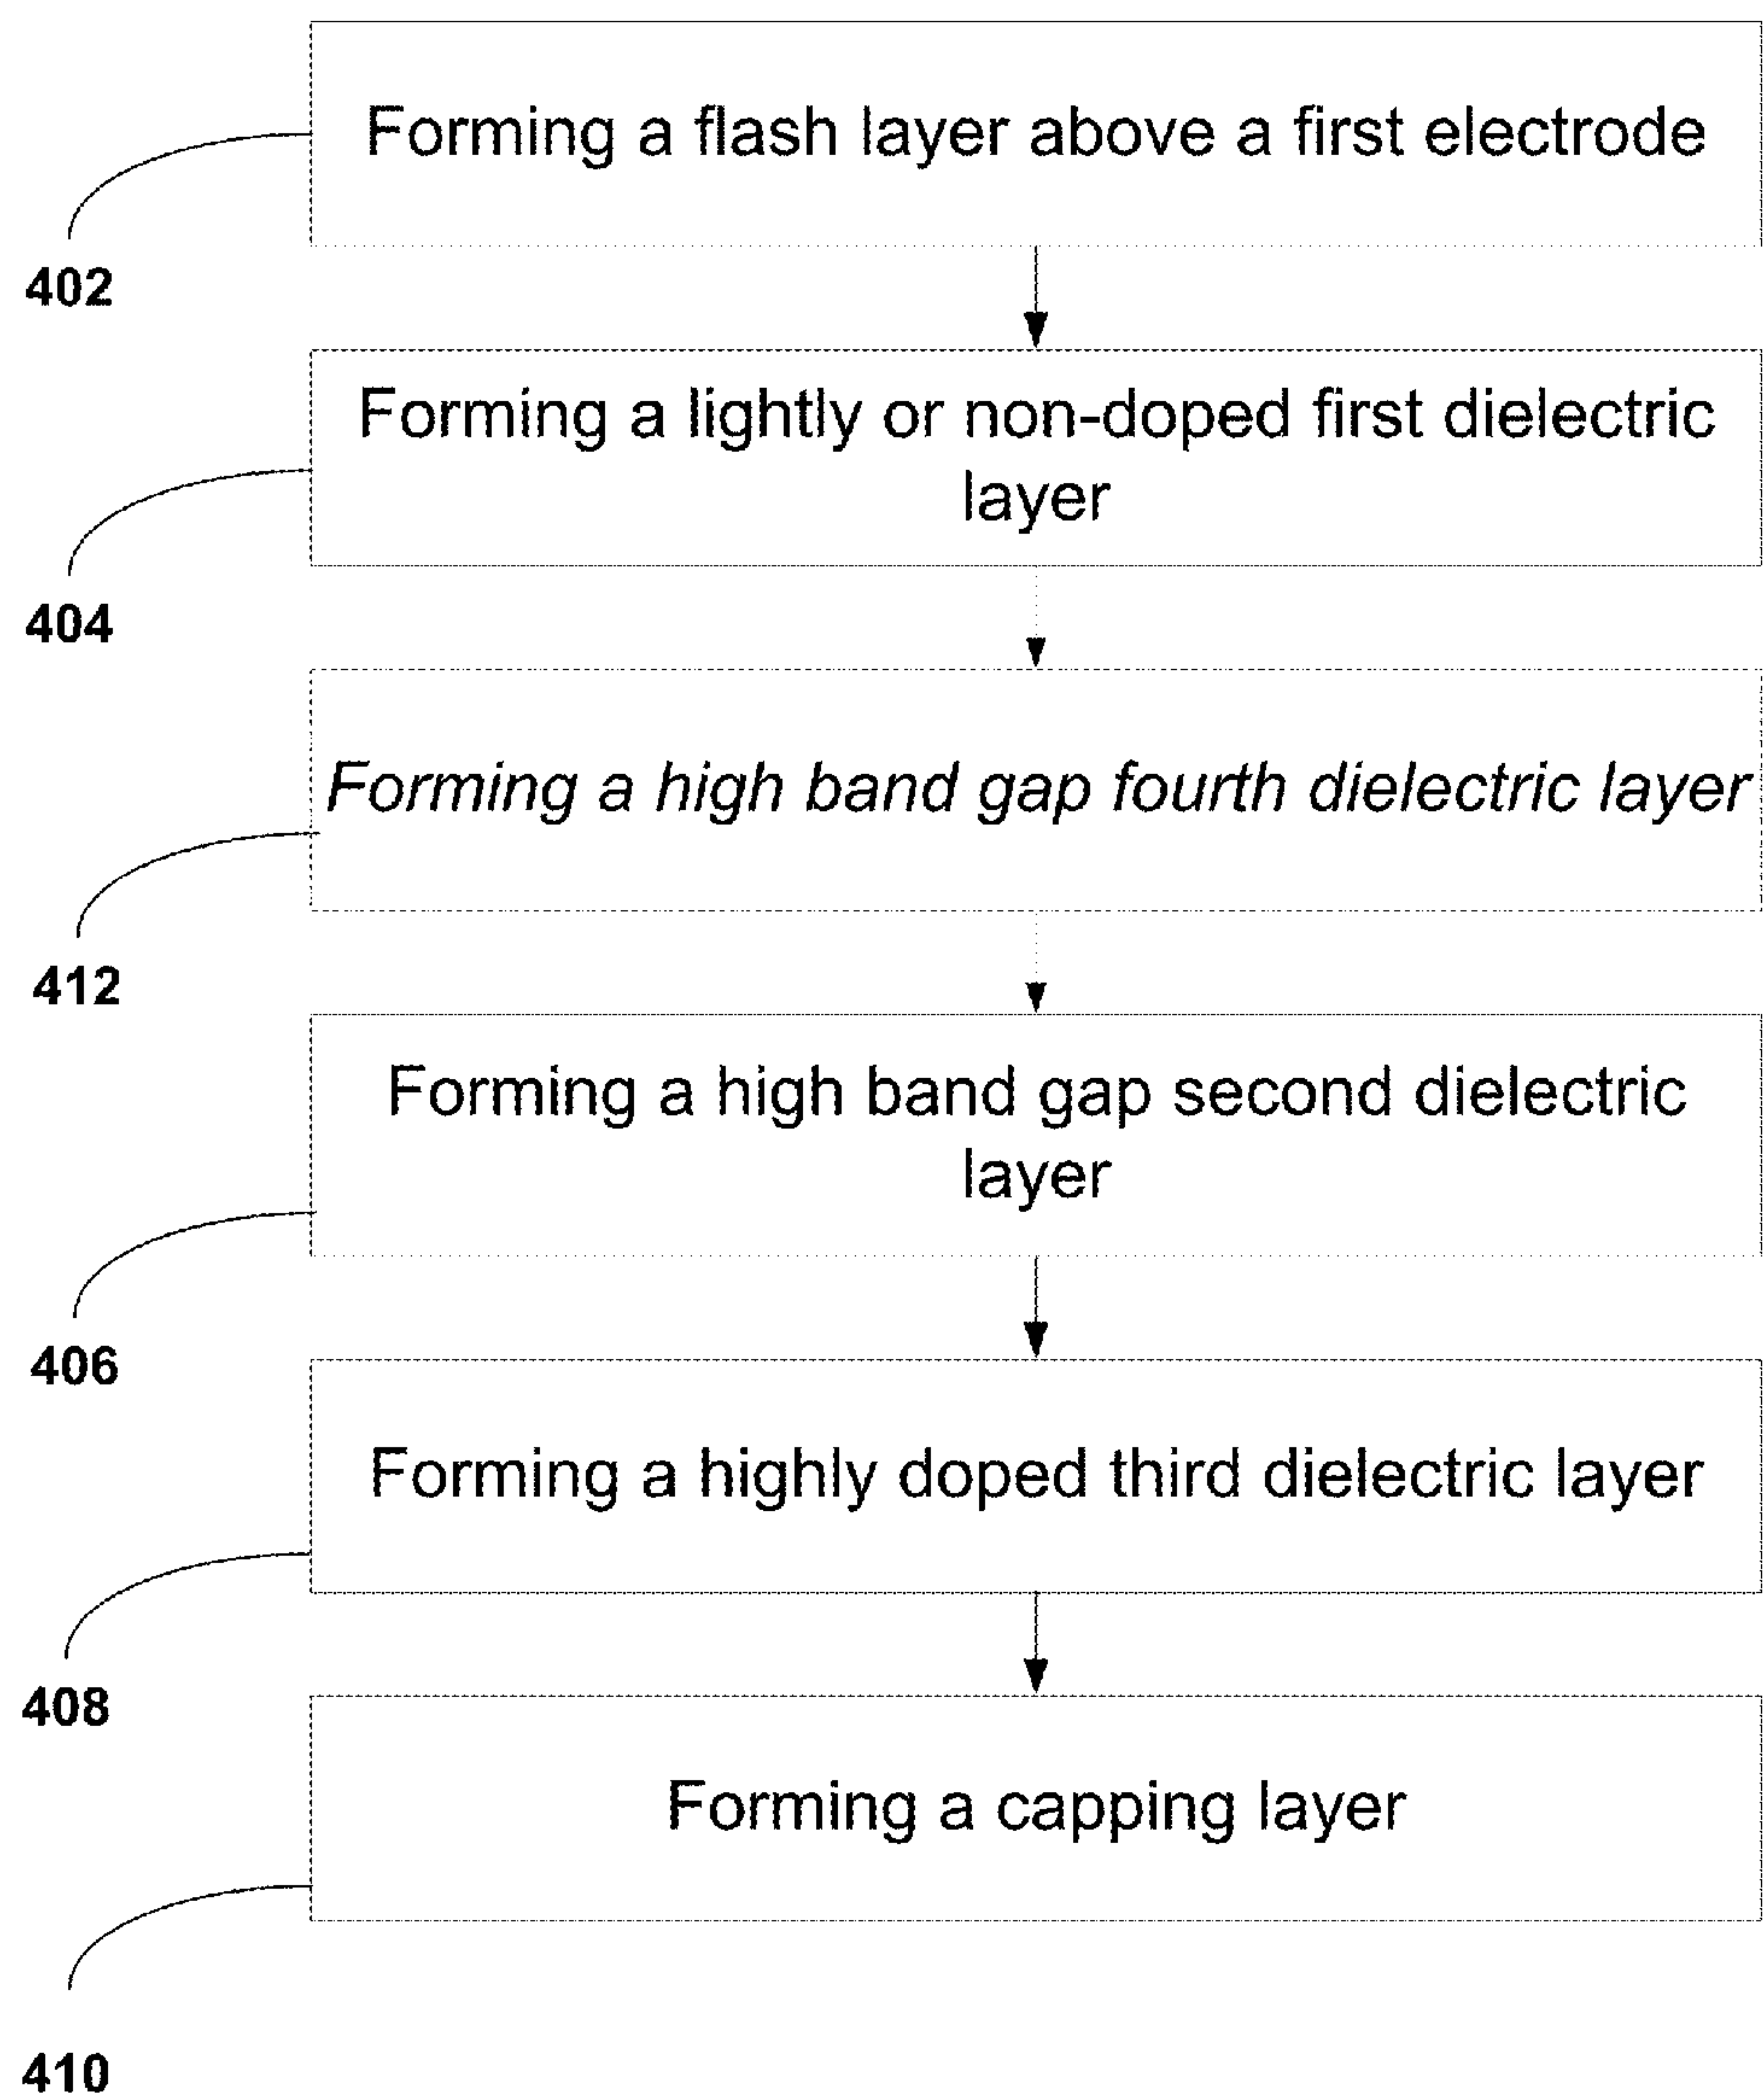 Forming a flash layer above a first electrode
402
Forming a lightly or non-doped first dielectric
layer
404
Forming a high band gap fourth dielectric layer
412
Forming a high band gap second dielectric
layer
406
Forming a highly doped third dielectric layer
408
Forming a capping layer
410